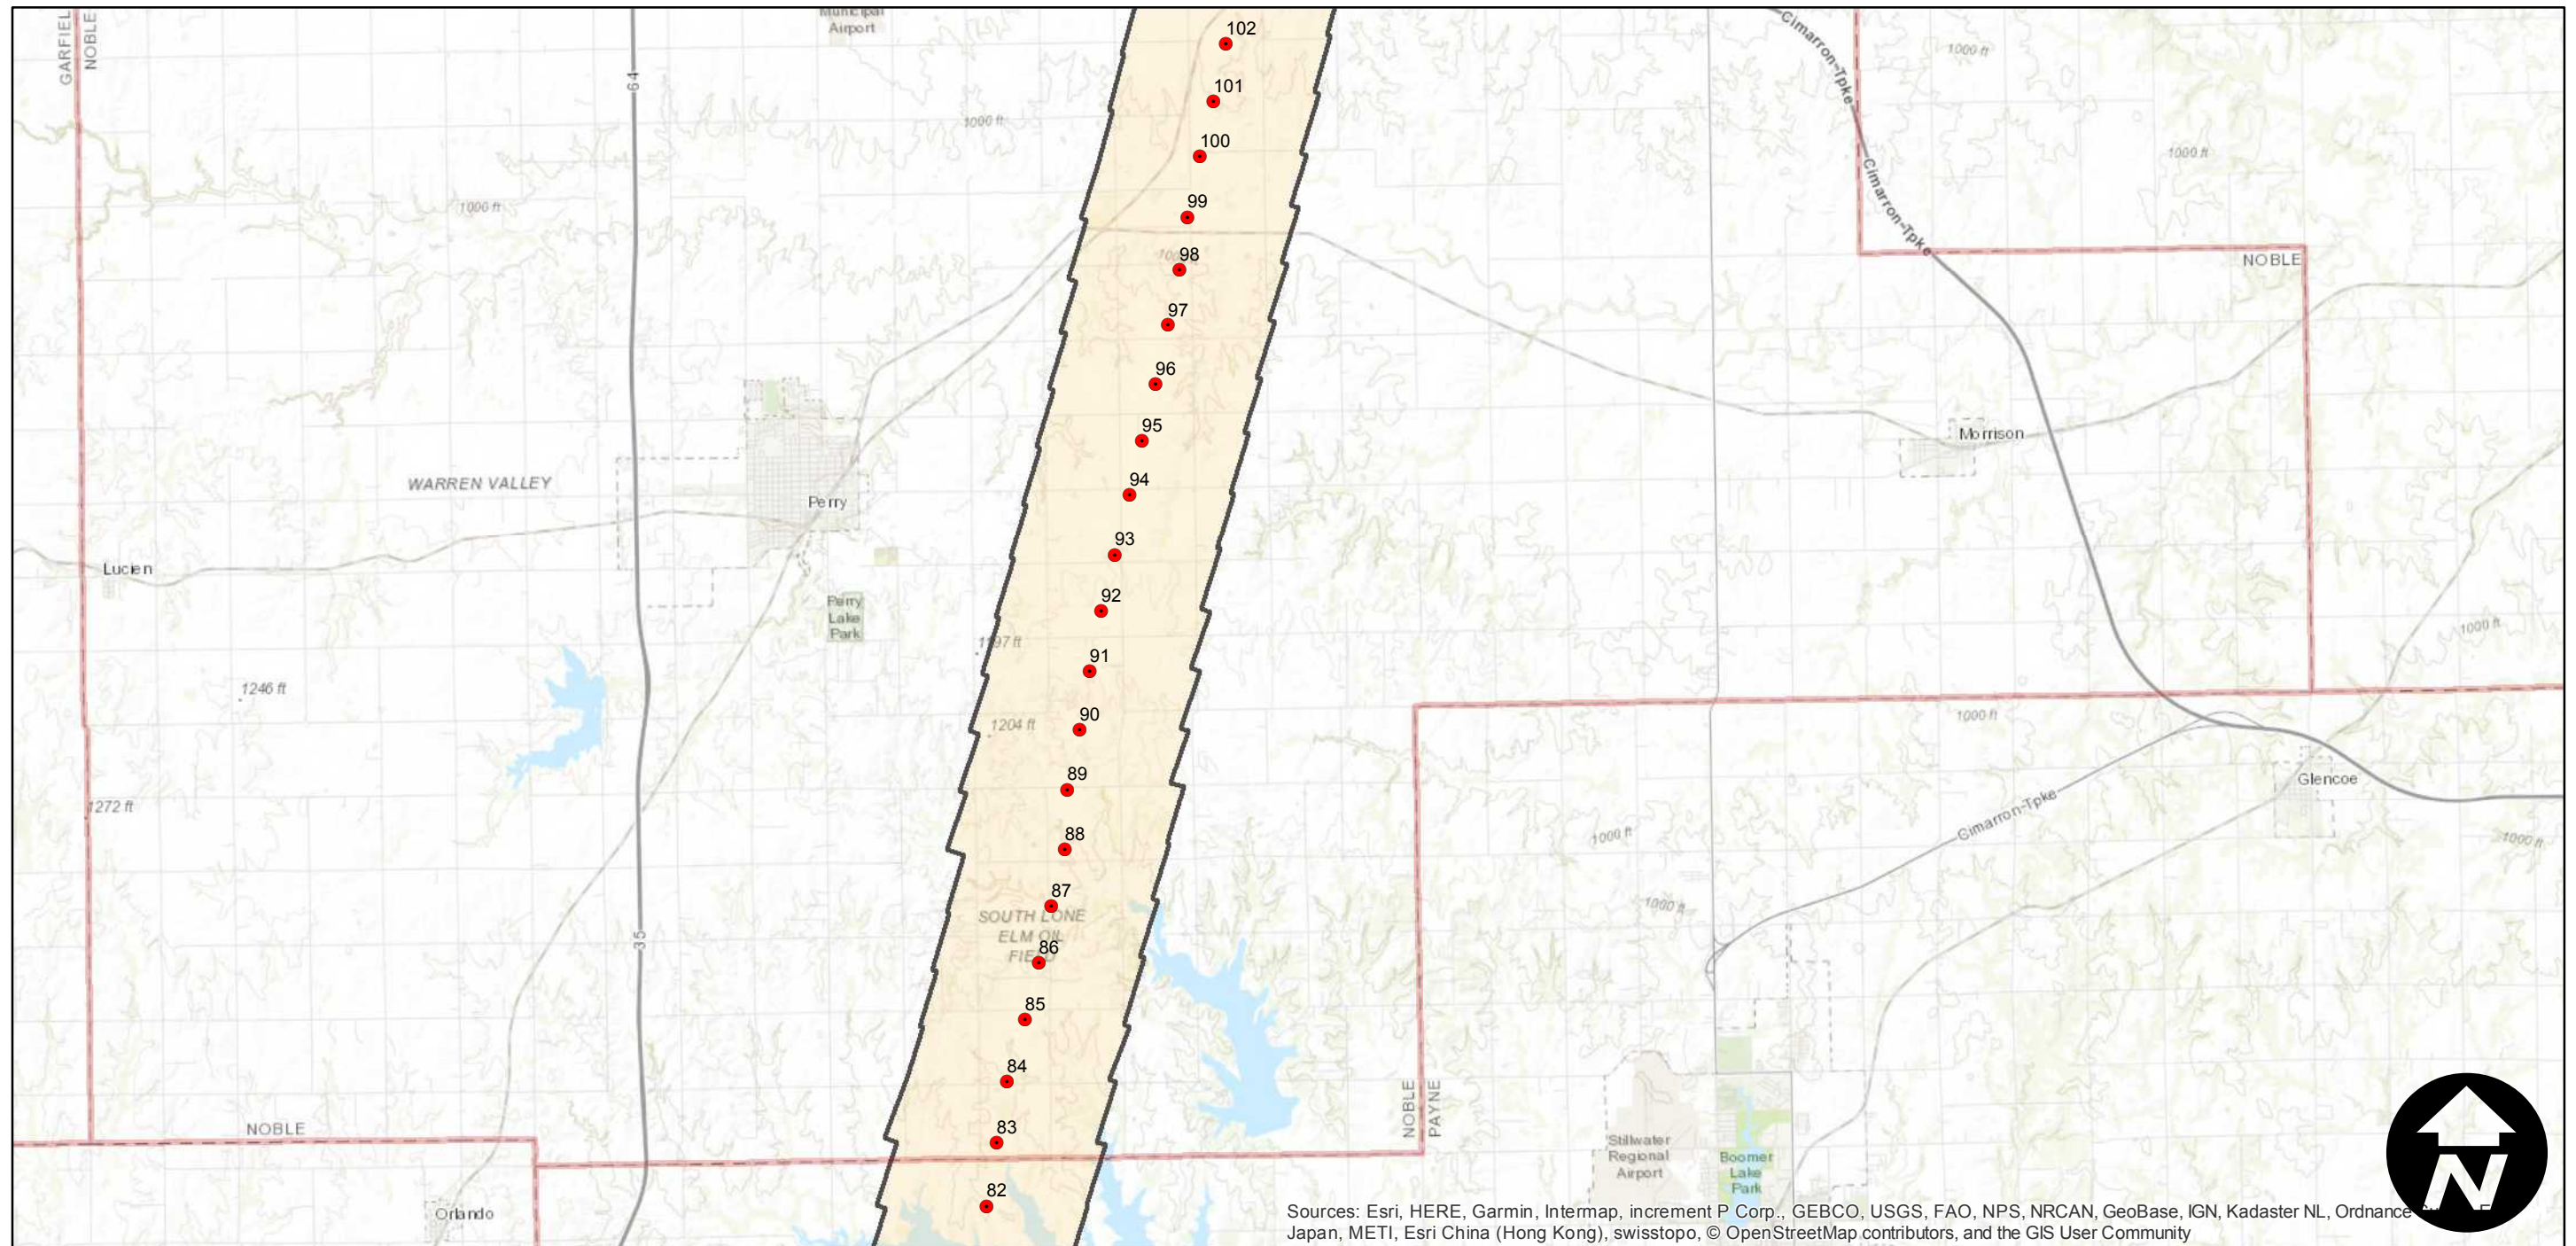 GARFIEL
NOBLE
Municipal
Airport
64
102
Cimarron-Tpke
1000 ft
101
1000 ft
100
1000 ft
Cimarron-Tpke
1000 ft
99
98
NOBLE
97
96
95
Morrison
94
WARREN VALLEY
Perry
93
Lucien
92
Perry
Lake
Park
1197 ft
1000 ft
91
1246 ft
90
1204 ft
1000 ft
89
Glencoe
1272 ft
Cimarron-Tpke
88
1000 ft
1000 ft
87
1000 ft
SOUTH LONE
ELM OIL
86
35
85
84
NOBLE
PAYNE
83
NOBLE
Stillwater
Regional
Airport
Boomer
Lake
Park
82
Orlando
N
Sources: Esri, HERE, Garmin, Intermap, increment P Corp., GEBCO, USGS, FAO, NPS, NRCAN, GeoBase, IGN, Kadaster NL, Ordnance
Japan, METI, Esri China (Hong Kong), swisstopo, © OpenStreetMap contributors, and the GIS User Community